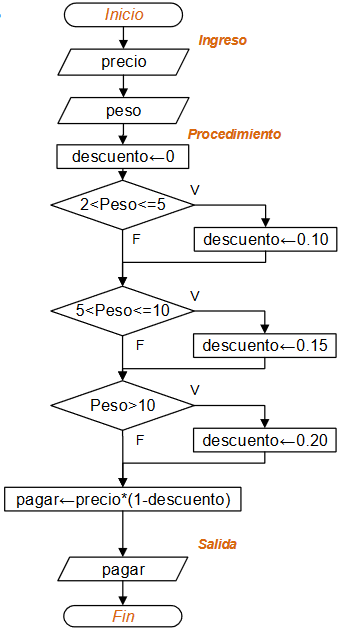 Inicio
Ingreso
precio
peso
Procedimiento
descuento←0
2<Peso<=5
V
F
descuento←0.10
5<Peso<=10
V
F
descuento←0.15
Peso>10
V
F
descuento←0.20
pagar←precio*(1-descuento)
Salida
pagar
Fin